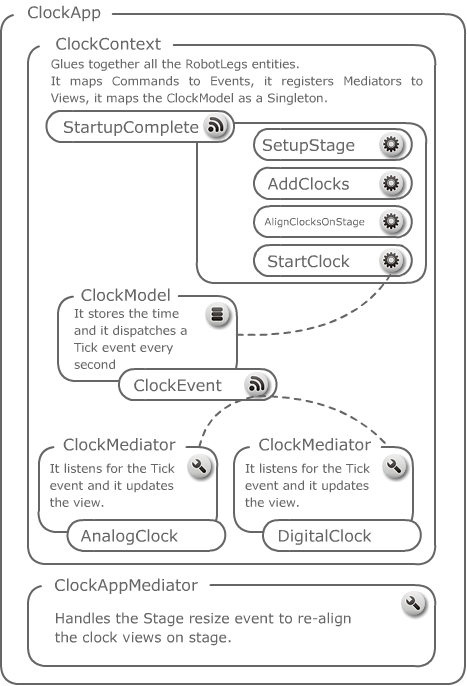 ClockApp
ClockContext
Glues together all the RobotLegs entities.
It maps Commands to Events, it registers Mediators to
Views, it maps the ClockModel as a Singleton.
StartupComplete
SetupStage
AddClocks
AlignClocksOnStage
StartClock
ClockModel
It stores the time
and it dispatches a
Tick event every
second
ClockEvent
ClockMediator
It listens for the Tick
event and it updates
the view.
AnalogClock
ClockMediator
It listens for the Tick
event and it updates
the view.
DigitalClock
ClockAppMediator
Handles the Stage resize event to re-align
the clock views on stage.